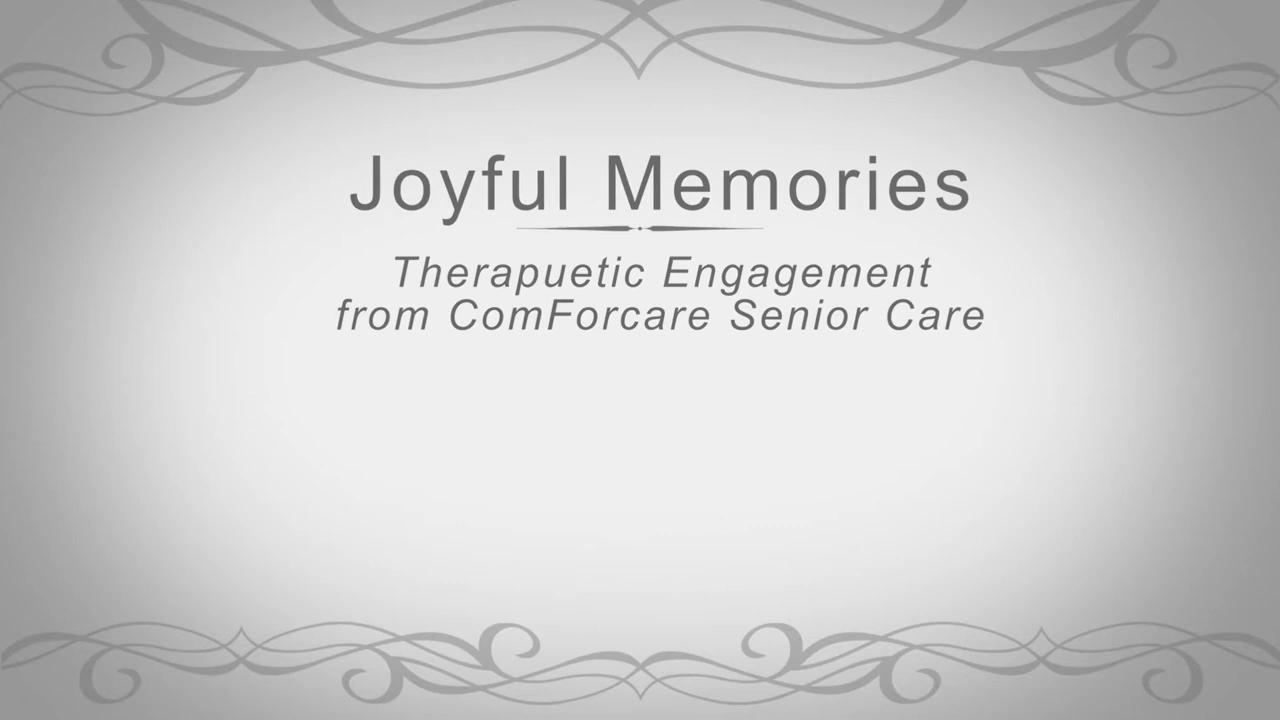 Joyful Memories
Therapuetic Engagement
from ComForcare Senior Care